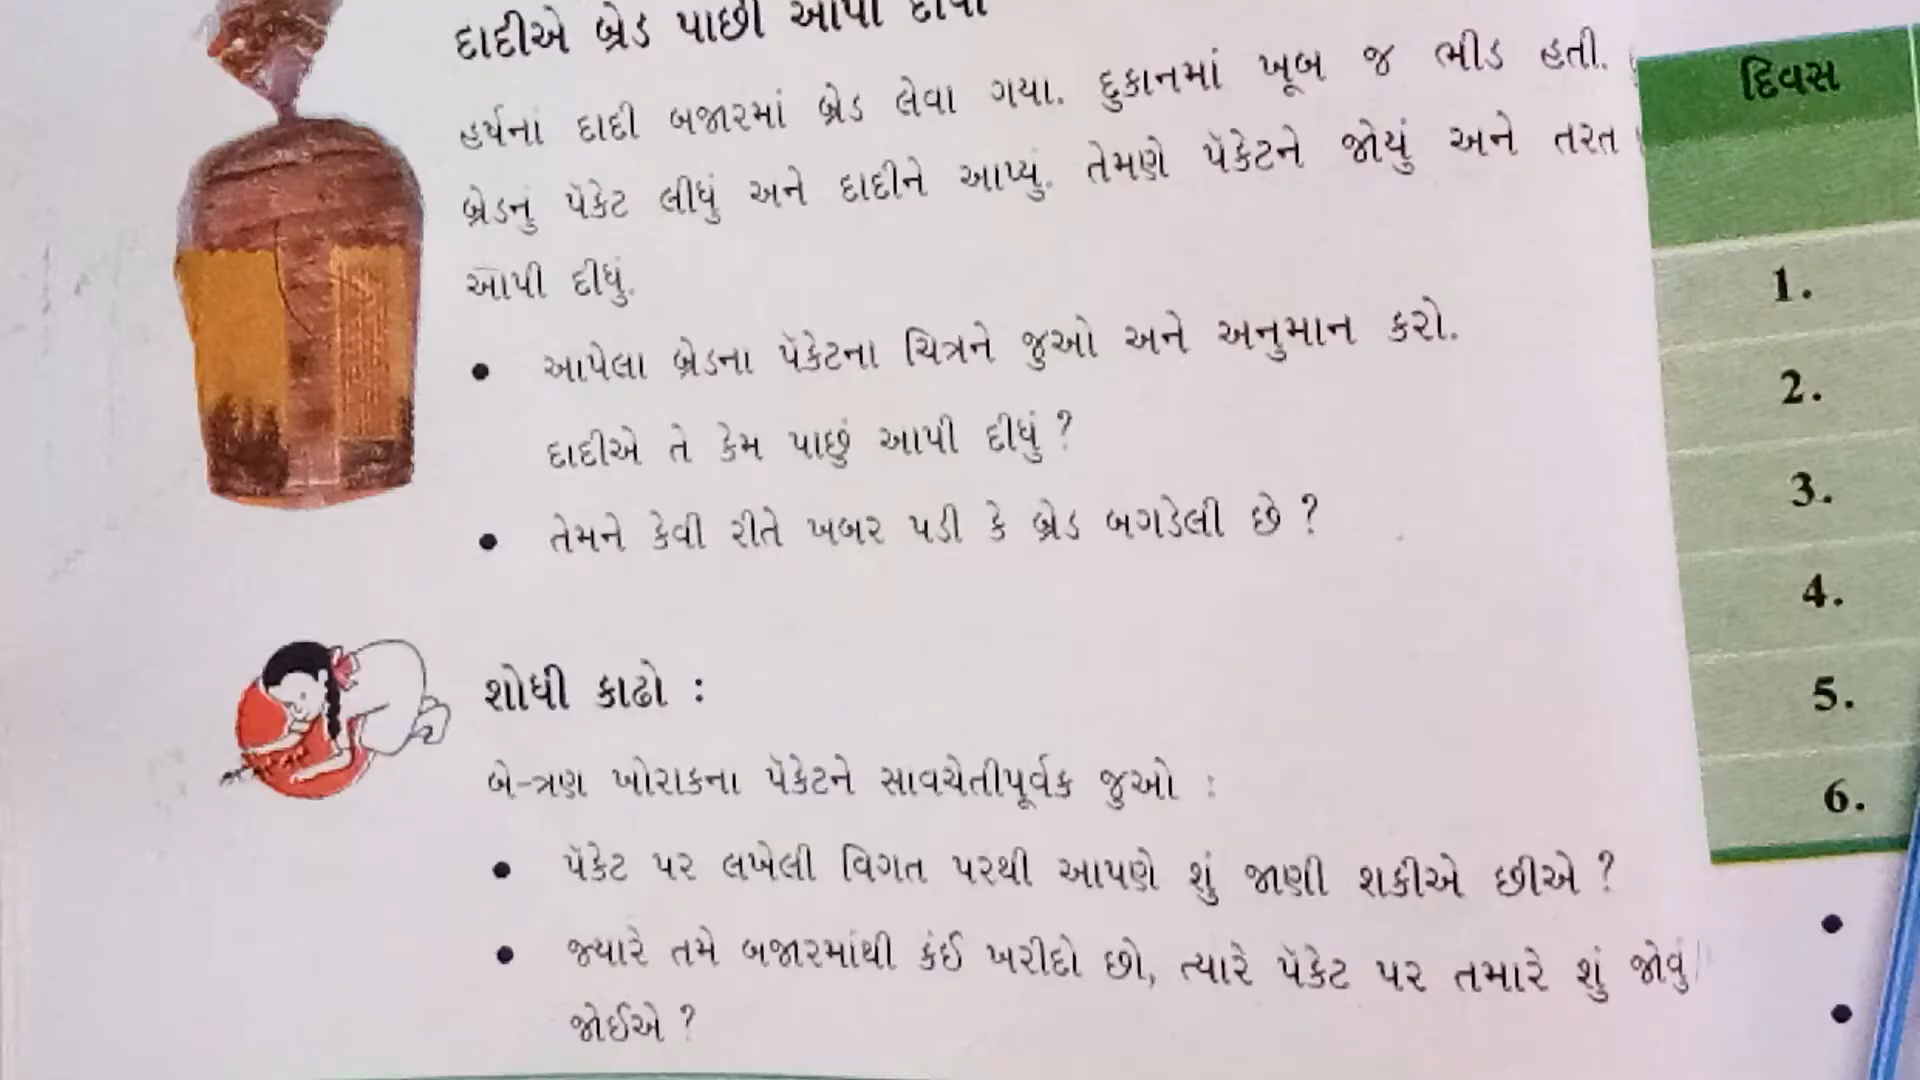 દાદીએ બ્રેડ પાછી આપી દીધી
હર્ષનાં દાદી બજારમાં બ્રેડ લેવા ગયા. દુકાનમાં ખૂબ જ ભીડ હતી.
બ્રેડનું પૅકેટ લીધું અને દાદીને આપ્યું. તેમણે પૅકેટને જોયું અને તરત
આપી દીધું.
• આપેલા બ્રેડના પૅકેટના ચિત્રને જુઓ અને અનુમાન કરો.
દાદીએ તે કેમ પાછું આપી દીધું ?
• તેમને કેવી રીતે ખબર પડી કે બ્રેડ બગડેલી છે ?
શોધી કાઢો :
બે-ત્રણ ખોરાકના પૅકેટને સાવચેતીપૂર્વક જુઓ :
• પૅકેટ પર લખેલી વિગત પરથી આપણે શું જાણી શકીએ છીએ ?
• જ્યારે તમે બજારમાંથી કંઈ ખરીદો છો, ત્યારે પૅકેટ પર તમારે શું જોવું
જોઈએ ?
દિવસ
1.
2.
3.
4.
5.
6.